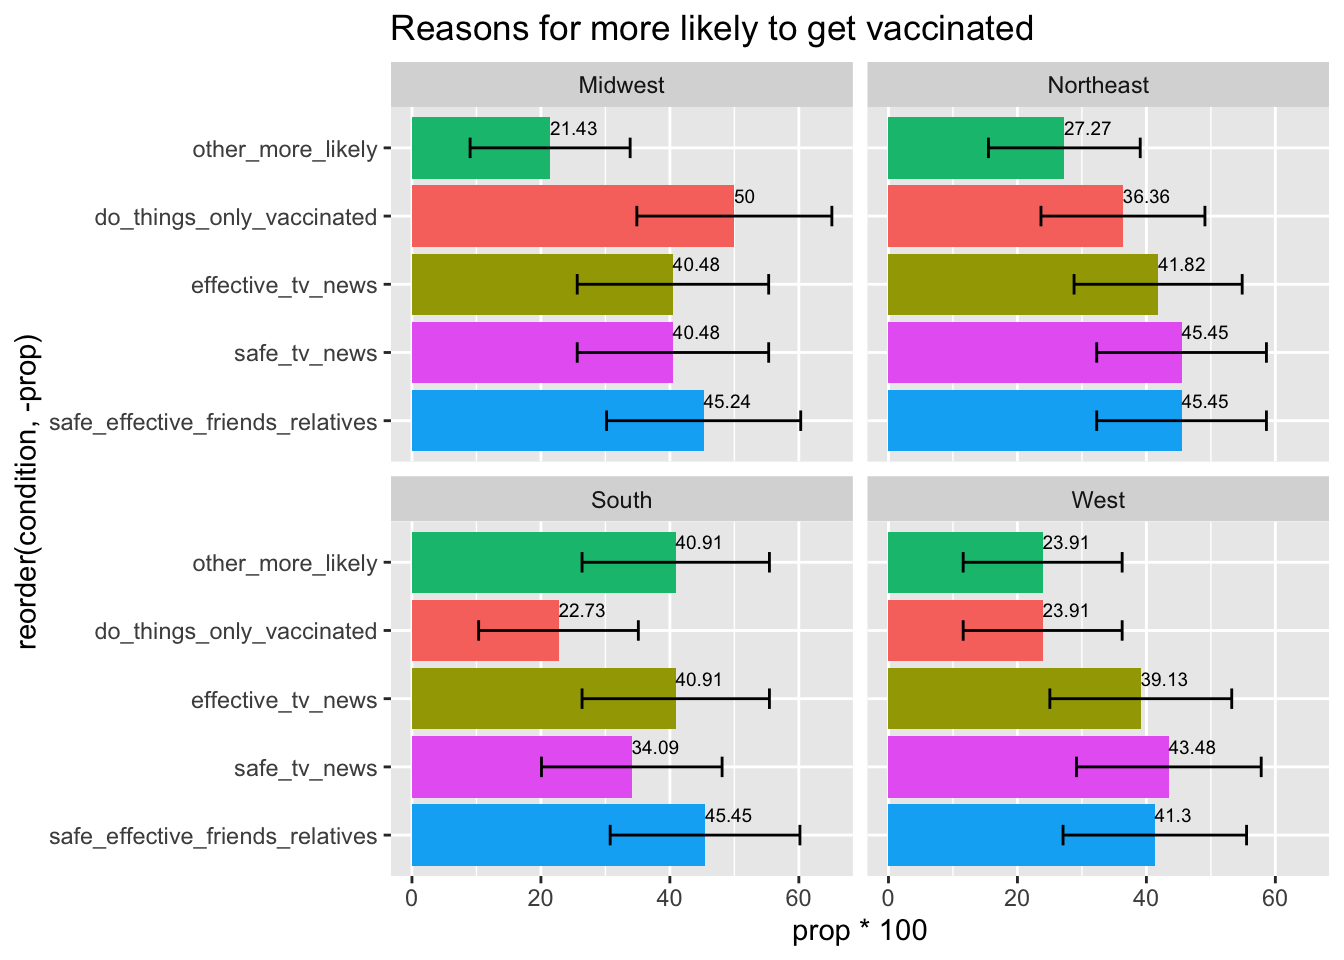 Reasons for more likely to get vaccinated
Midwest
Northeast
reorder(condition, -prop)
other_more_likely
21.43
27.27
do_things_only_vaccinated
50
36.36
effective_tv_news
40.48
41.82
safe_tv_news
40.48
45.45
safe_effective_friends_relatives
45.24
45.45
South
West
other_more_likely
40.91
23.91
do_things_only_vaccinated
22.73
23.91
effective_tv_news
40.91
39.13
safe_tv_news
34.09
43.48
safe_effective_friends_relatives
45.45
41.3
0 20 40 60
0 20 40 60
prop * 100